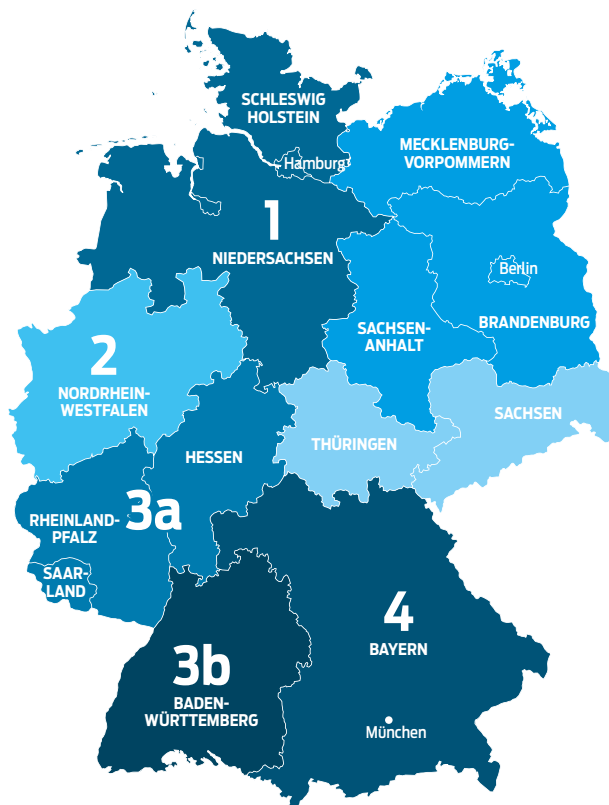 SCHLESWIG
HOLSTEIN
Hamburg
MECKLENBURG-
VORPOMMERN
1
NIEDERSACHSEN
Berlin
BRANDENBURG
SACHSEN-
ANHALT
2
NORDRHEIN-
WESTFALEN
SACHSEN
THÜRINGEN
HESSEN
3a
RHEINLAND-
PFALZ
SAAR-
LAND
4
BAYERN
3b
BADEN-
WÜRTTEMBERG
München